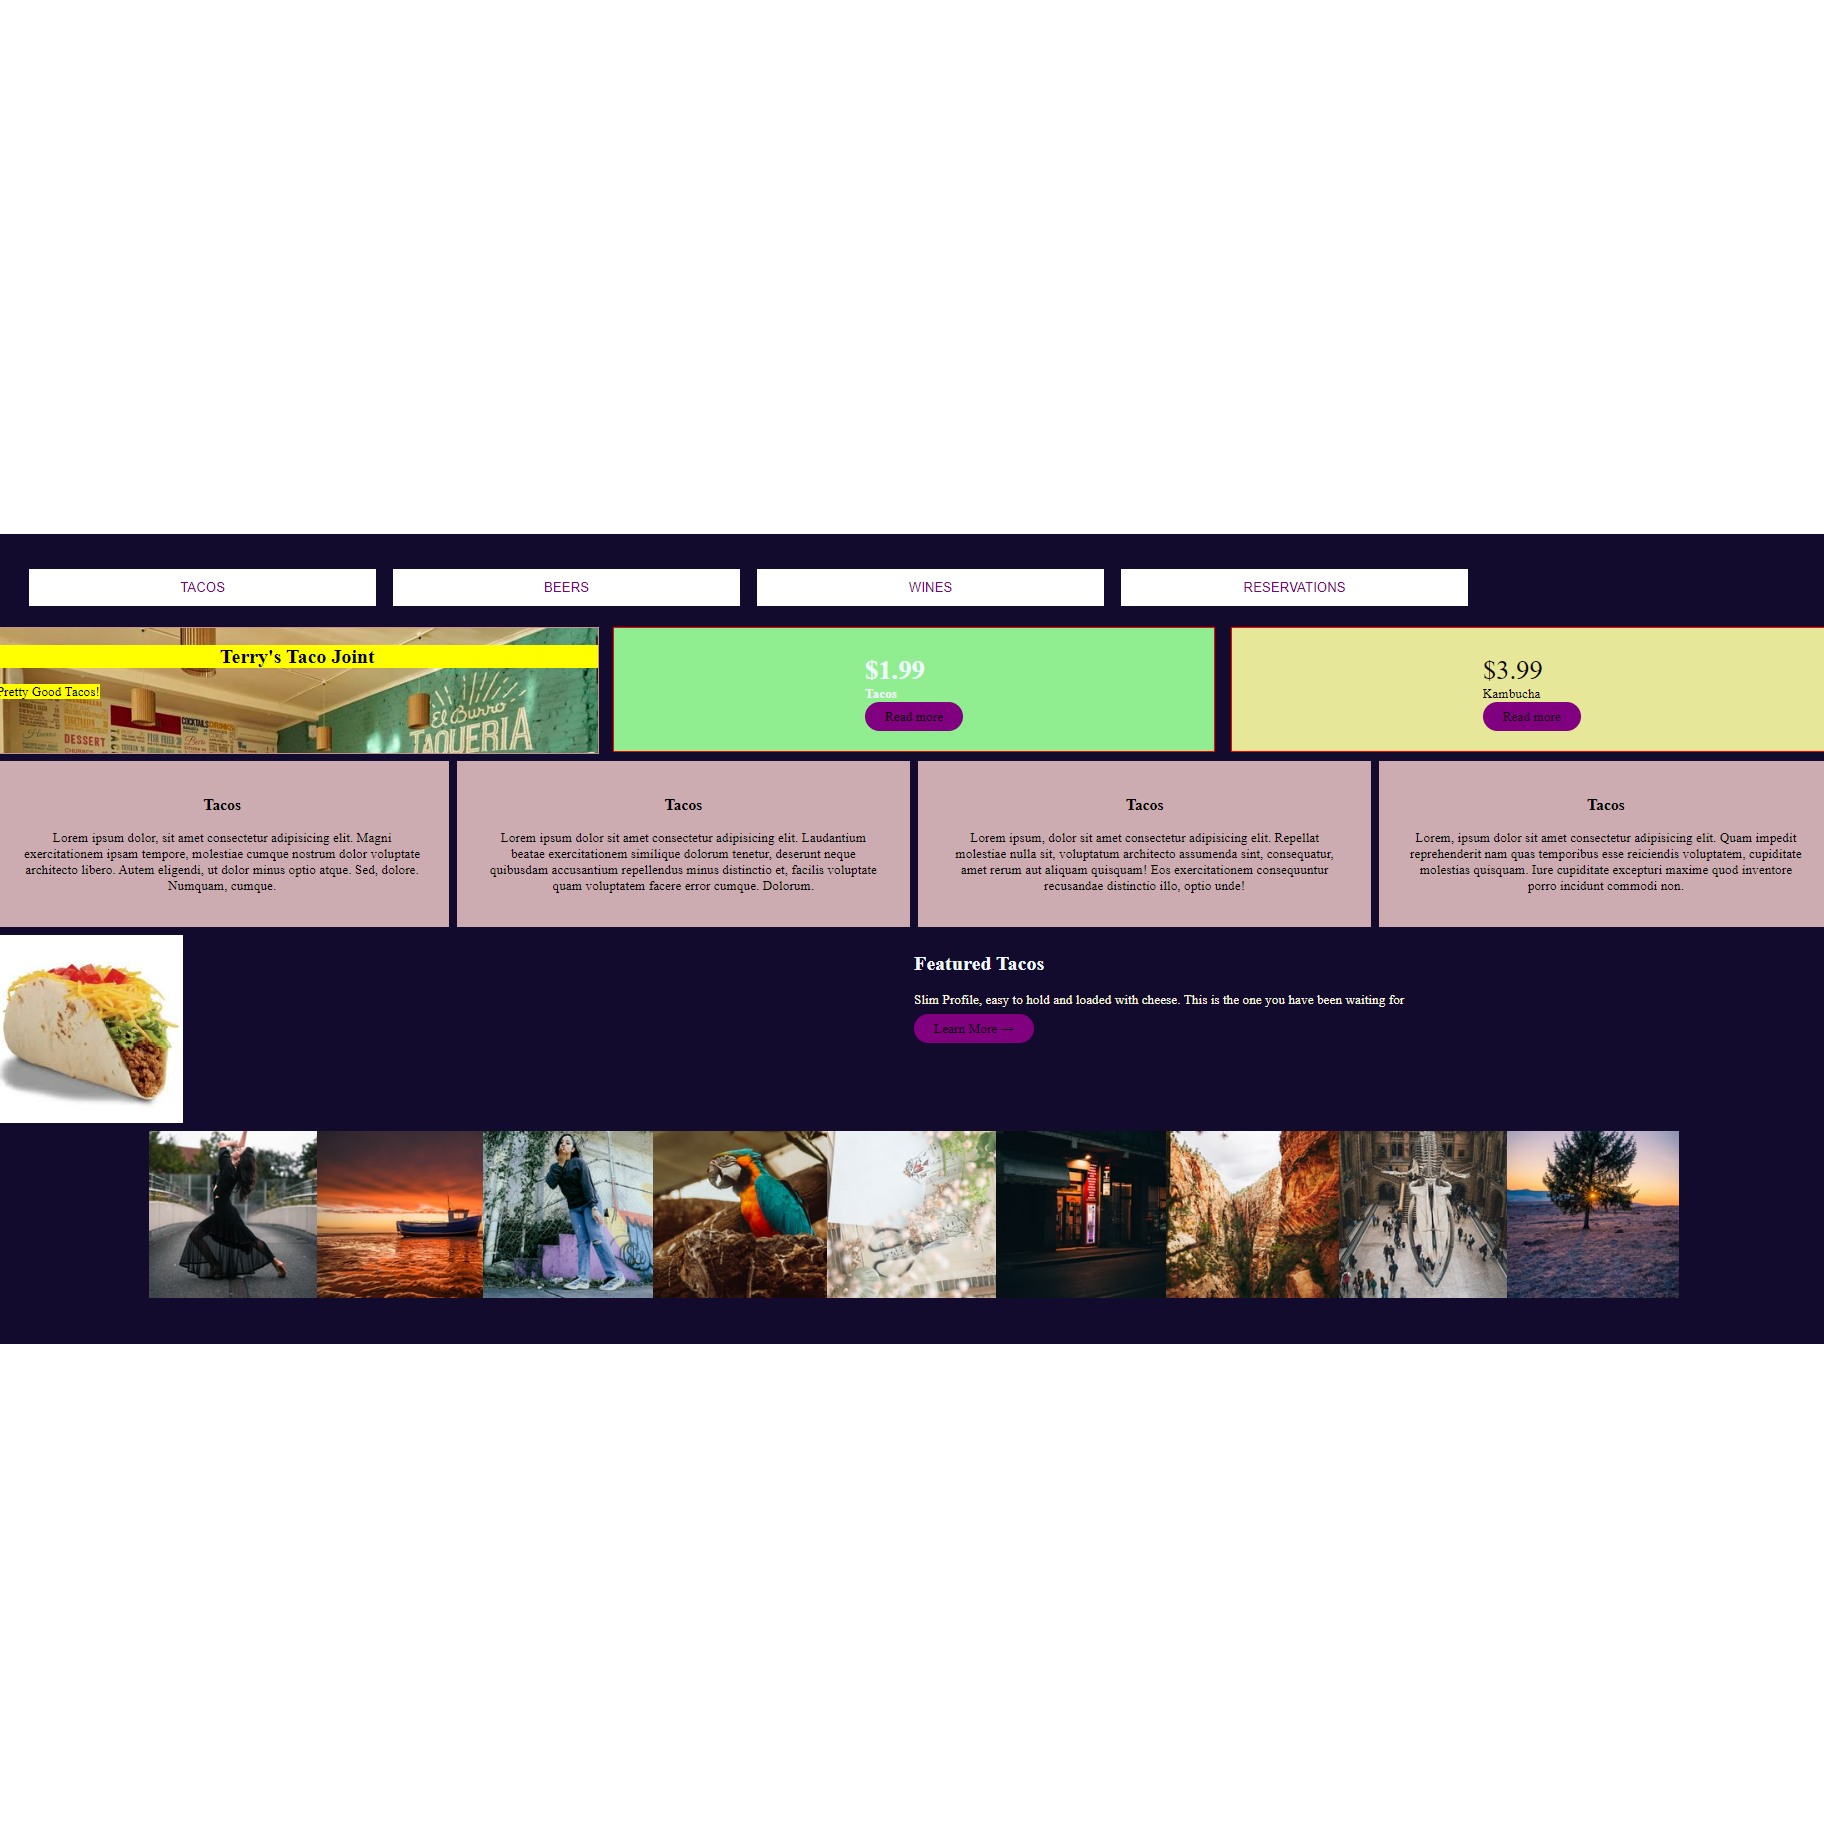 TACOS
BEERS
WINES
RESERVATIONS
Terry's Taco Joint
Pretty Good Tacos!
COCKTAILS
DESSERT
El Burro
TAQUERIA
$1.99
Tacos
Read more
$3.99
Kambucha
Read more
Tacos
Lorem ipsum dolor, sit amet consectetur adipisicing elit. Magni
exercitationem ipsam tempore, molestiae cumque nostrum dolor voluptate
architecto libero. Autem eligendi, ut dolor minus optio atque. Sed, dolore.
Numquam, cumque.
Tacos
Lorem ipsum dolor sit amet consectetur adipisicing elit. Laudantium
beatae exercitationem similique dolorum tenetur, deserunt neque
quibusdam accusantium repellendus minus distinctio et, facilis voluptate
quam voluptatem facere error cumque. Dolorum.
Tacos
Lorem ipsum, dolor sit amet consectetur adipisicing elit. Repellat
molestiae nulla sit, voluptatum architecto assumenda sint, consequatur,
amet rerum aut aliquam quisquam! Eos exercitationem consequuntur
recusandae distinctio illo, optio unde!
Tacos
Lorem, ipsum dolor sit amet consectetur adipisicing elit. Quam impedit
reprehenderit nam quas temporibus esse reiciendis voluptatem, cupiditate
molestias quisquam. Iure cupiditate excepturi maxime quod inventore
porro incidunt commodi non.
Featured Tacos
Slim Profile, easy to hold and loaded with cheese. This is the one you have been waiting for
Learn More →